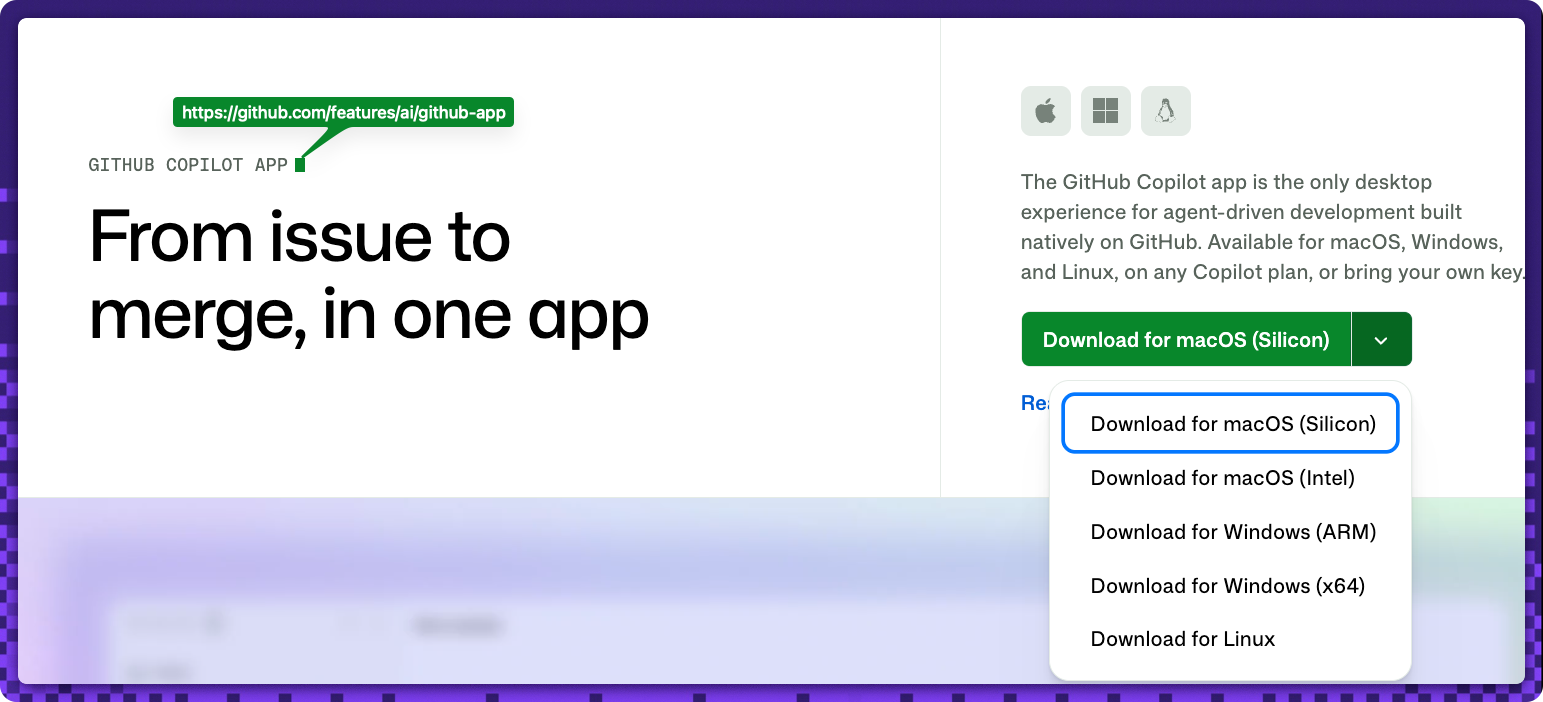 https://github.com/features/ai/github-app
GITHUB COPILOT APP
From issue to
merge, in one app
The GitHub Copilot app is the only desktop
experience for agent-driven development built
natively on GitHub. Available for macOS, Windows,
and Linux, on any Copilot plan, or bring your own key.
Download for macOS (Silicon)
Download for macOS (Silicon)
Download for macOS (Intel)
Download for Windows (ARM)
Download for Windows (x64)
Download for Linux